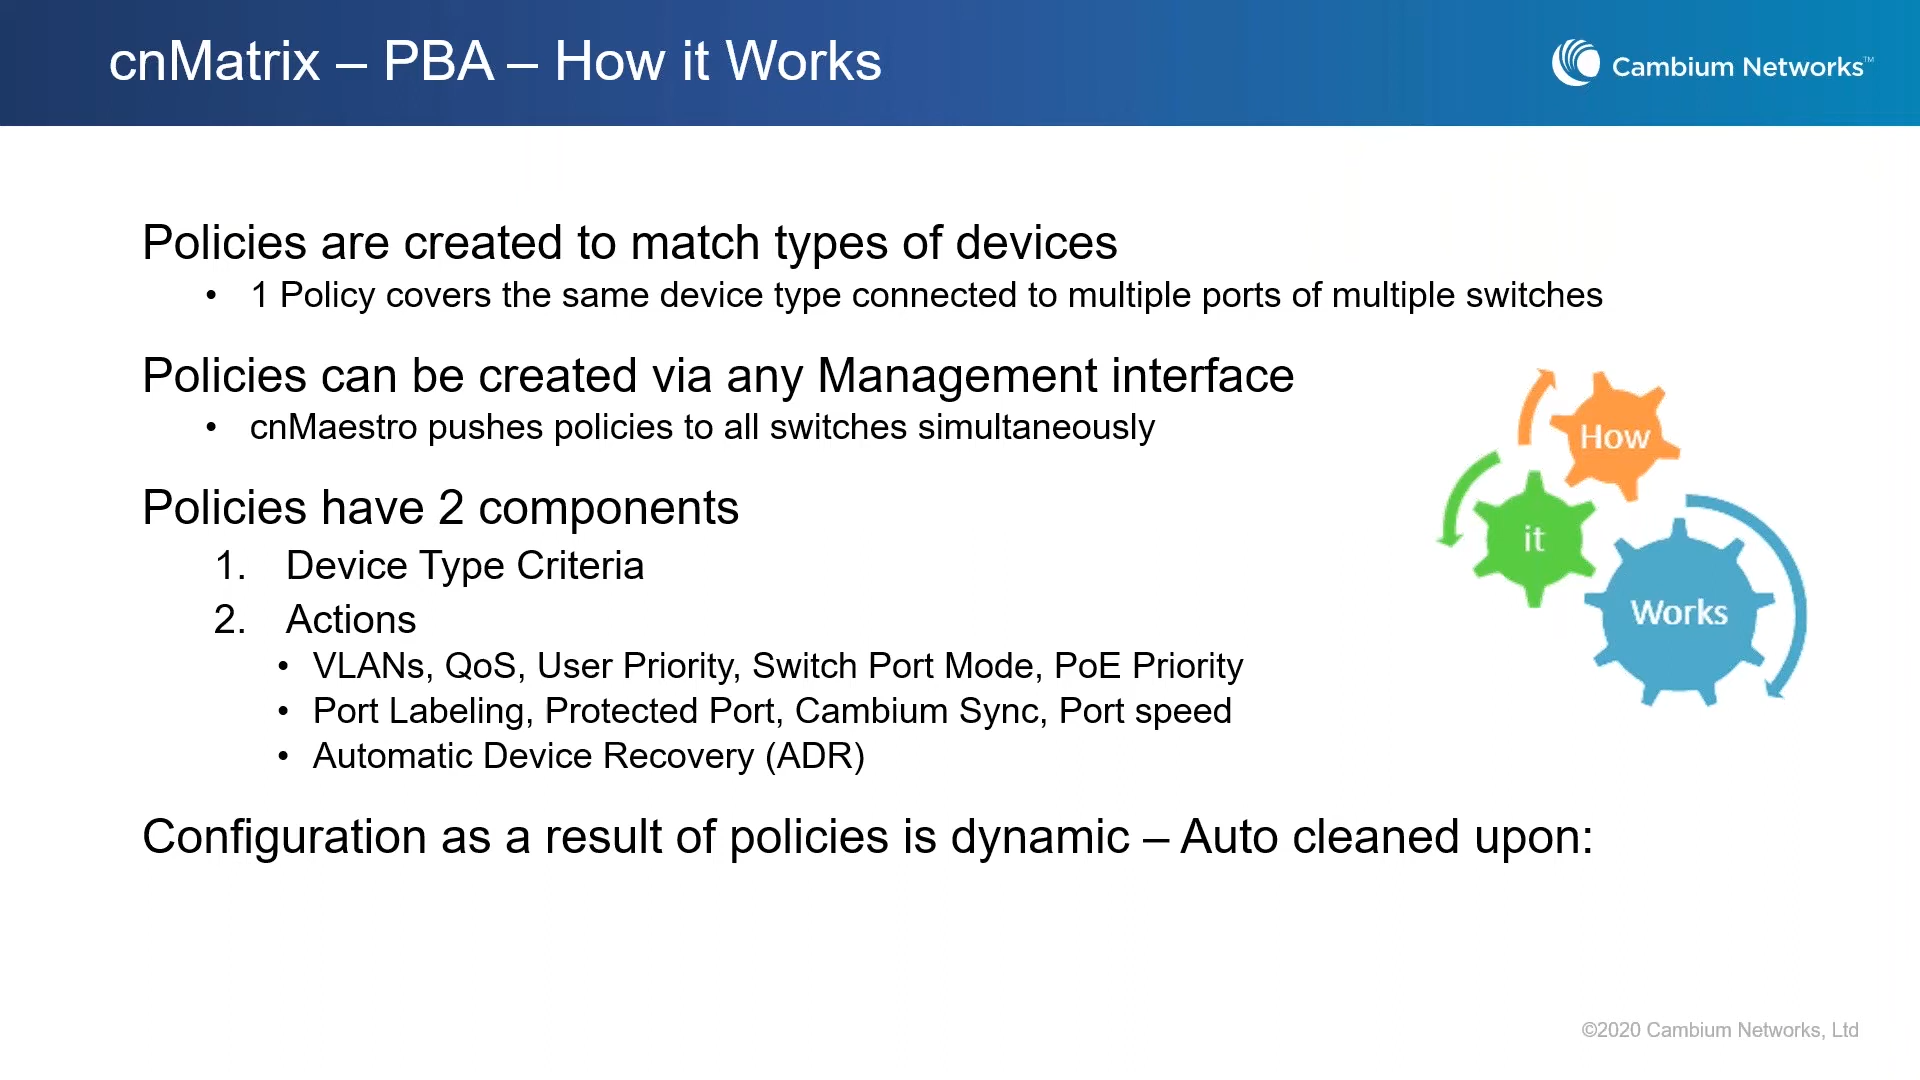 cnMatrix – PBA – How it Works
Cambium Networks™
Policies are created to match types of devices
• 1 Policy covers the same device type connected to multiple ports of multiple switches
Policies can be created via any Management interface
• cnMaestro pushes policies to all switches simultaneously
Policies have 2 components
1. Device Type Criteria
2. Actions
• VLANs, QoS, User Priority, Switch Port Mode, PoE Priority
• Port Labeling, Protected Port, Cambium Sync, Port speed
• Automatic Device Recovery (ADR)
Configuration as a result of policies is dynamic – Auto cleaned upon:
How
it
Works
©2020 Cambium Networks, Ltd